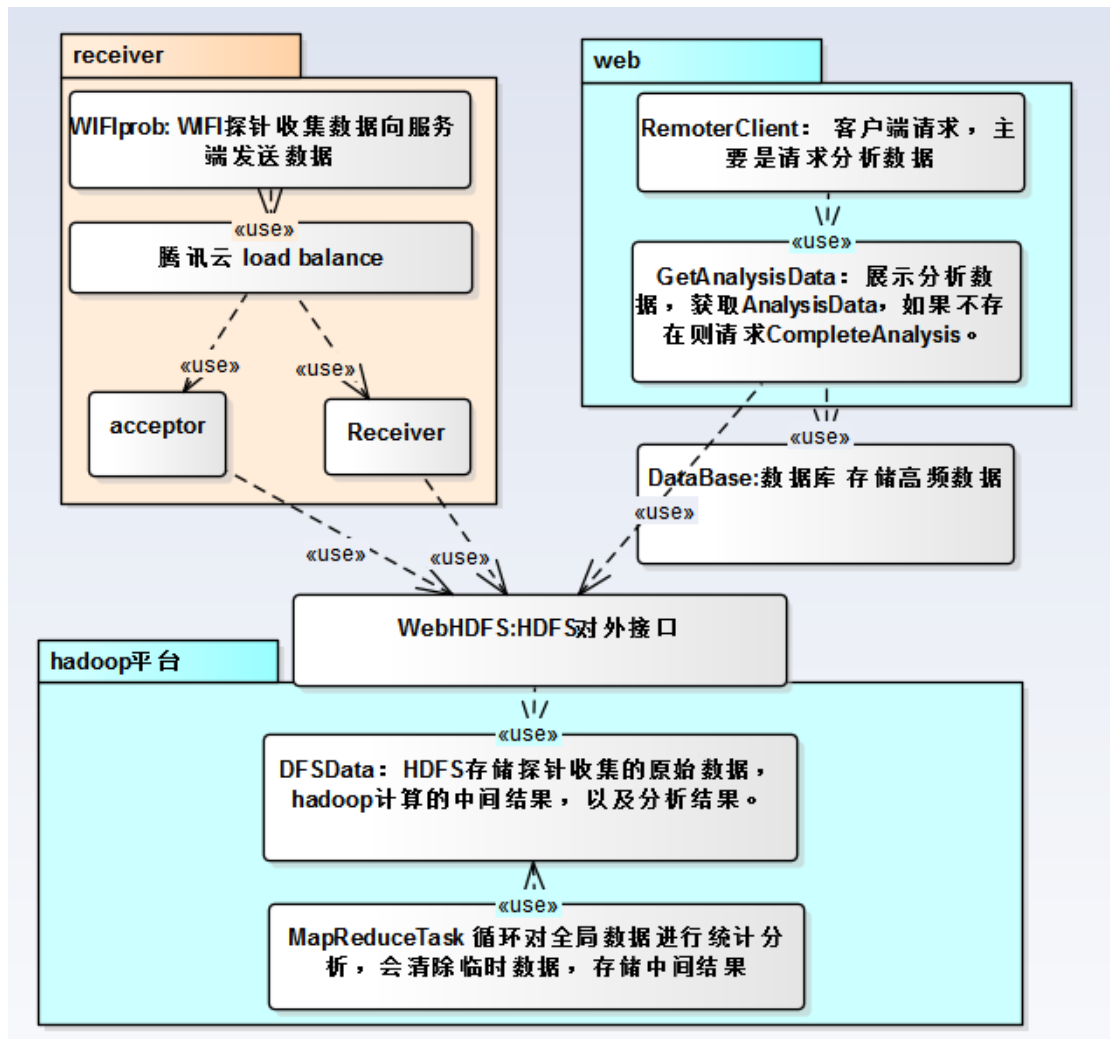 receiver
WIFIprob: WIFI探针收集数据向服务
端发送数据
«use»
腾讯云 load balance
«use»
«use»
acceptor
Receiver
web
RemoterClient： 客户端请求，主
要是请求分析数据
«use»
GetAnalysisData：展示分析数
据，获取AnalysisData，如果不存
在则请求CompleteAnalysis。
«use»
DataBase:数据库 存储高频数据
«use»
«use»
«use»
WebHDFS:HDFS对外接口
hadoop平台
«use»
DFSData：HDFS存储探针收集的原始数据，
hadoop计算的中间结果，以及分析结果。
«use»
MapReduceTask 循环对全局数据进行统计分
析，会清除临时数据，存储中间结果